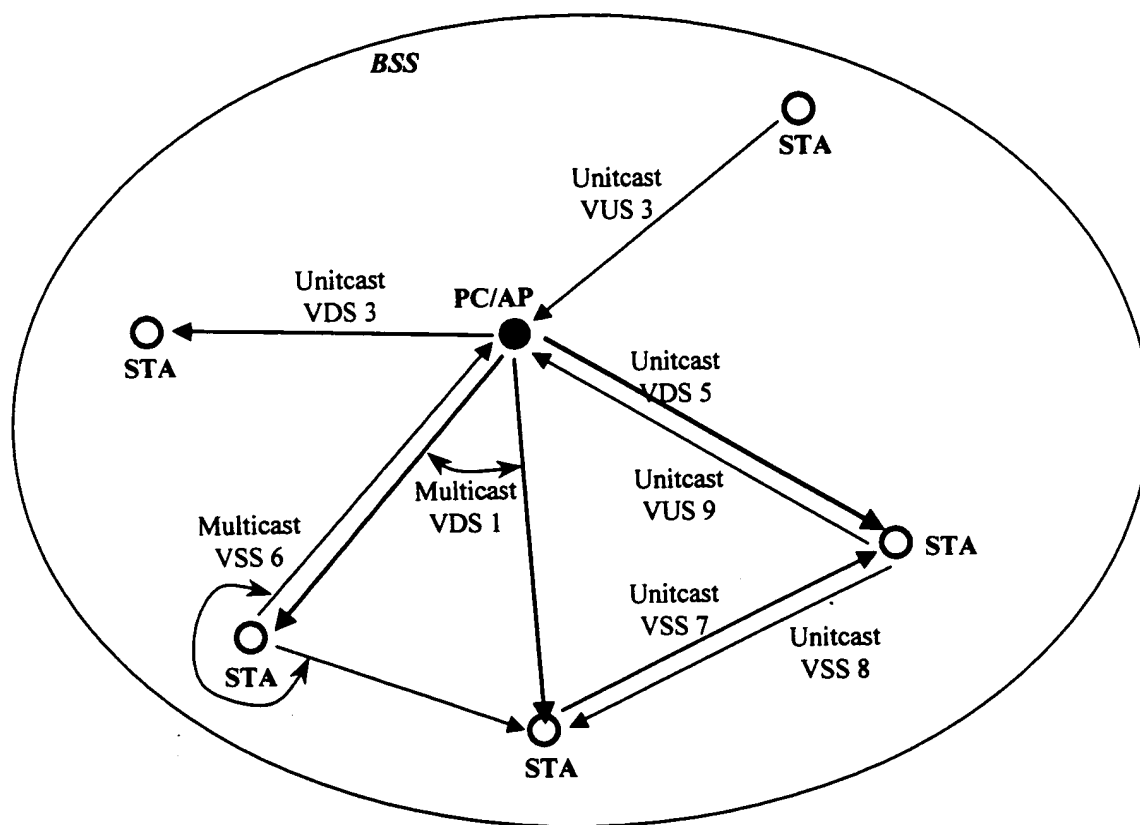 BSS
STA
Unitcast
VUS 3
Unitcast
VDS 3
PC/AP
STA
Unitcast
VDS 5
Multicast
VDS 1
Unitcast
VUS 9
Multicast
VSS 6
STA
Unitcast
VSS 7
Unitcast
VSS 8
STA
STA